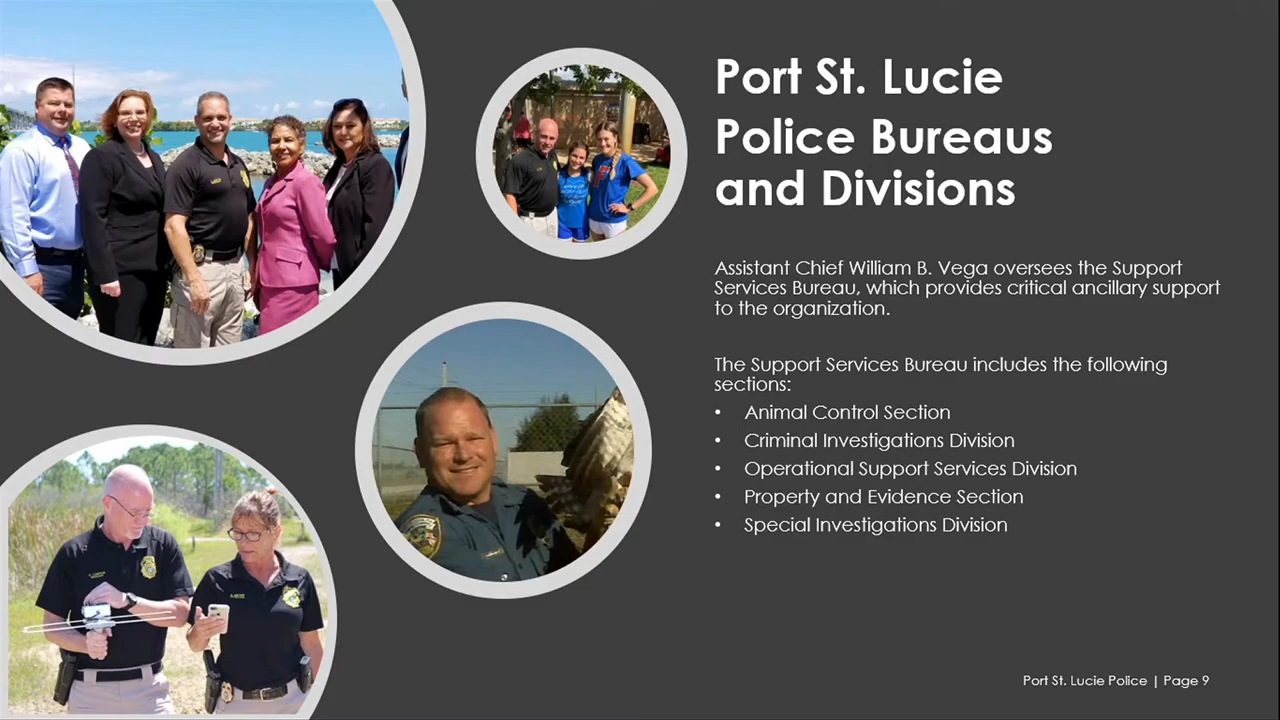 Port St. Lucie
Police Bureaus
and Divisions
Assistant Chief William B. Vega oversees the Support
Services Bureau, which provides critical ancillary support
to the organization.
The Support Services Bureau includes the following
sections:
• Animal Control Section
• Criminal Investigations Division
• Operational Support Services Division
• Property and Evidence Section
• Special Investigations Division
Port St. Lucie Police | Page 9